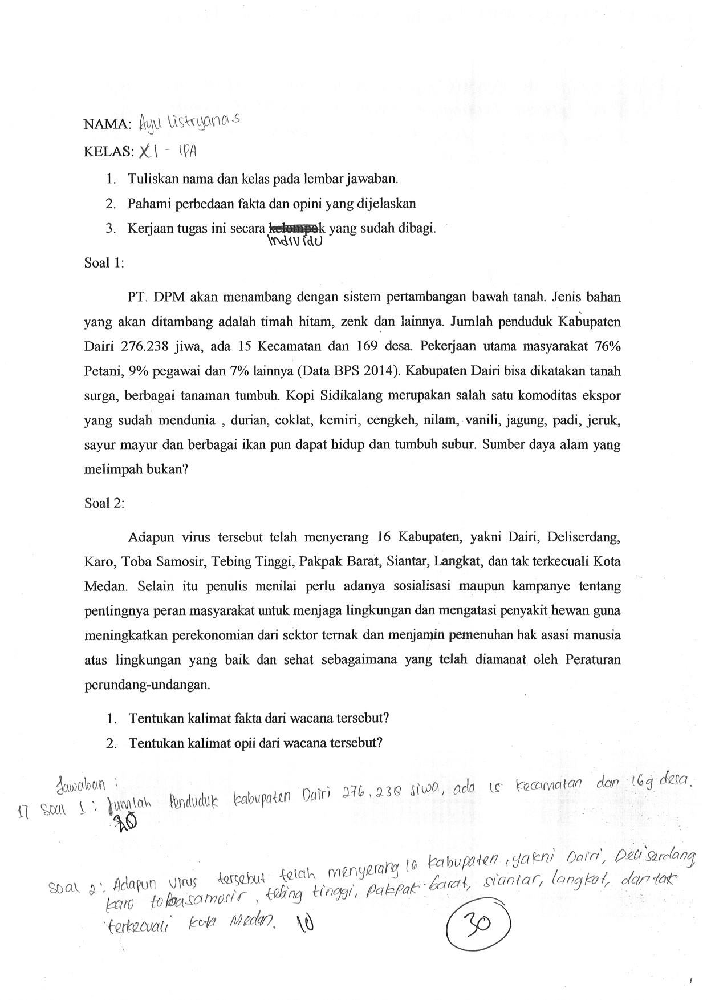 NAMA: Ayu listryana.s
KELAS: XI - IPA
1. Tuliskan nama dan kelas pada lembar jawaban.
2. Pahami perbedaan fakta dan opini yang dijelaskan
3. Kerjaan tugas ini secara kelompok yang sudah dibagi.
individu
Soal 1:
PT. DPM akan menambang dengan sistem pertambangan bawah tanah. Jenis bahan
yang akan ditambang adalah timah hitam, zenk dan lainnya. Jumlah penduduk Kabupaten
Dairi 276.238 jiwa, ada 15 Kecamatan dan 169 desa. Pekerjaan utama masyarakat 76%
Petani, 9% pegawai dan 7% lainnya (Data BPS 2014). Kabupaten Dairi bisa dikatakan tanah
surga, berbagai tanaman tumbuh. Kopi Sidikalang merupakan salah satu komoditas ekspor
yang sudah mendunia , durian, coklat, kemiri, cengkeh, nilam, vanili, jagung, padi, jeruk,
sayur mayur dan berbagai ikan pun dapat hidup dan tumbuh subur. Sumber daya alam yang
melimpah bukan?
Soal 2:
Adapun virus tersebut telah menyerang 16 Kabupaten, yakni Dairi, Deliserdang,
Karo, Toba Samosir, Tebing Tinggi, Pakpak Barat, Siantar, Langkat, dan tak terkecuali Kota
Medan. Selain itu penulis menilai perlu adanya sosialisasi maupun kampanye tentang
pentingnya peran masyarakat untuk menjaga lingkungan dan mengatasi penyakit hewan guna
meningkatkan perekonomian dari sektor ternak dan menjamin pemenuhan hak asasi manusia
atas lingkungan yang baik dan sehat sebagaimana yang telah diamanat oleh Peraturan
perundang-undangan.
1. Tentukan kalimat fakta dari wacana tersebut?
2. Tentukan kalimat opii dari wacana tersebut?
Jawaban :
1) Soal 1 : Jumlah Penduduk kabupaten Dairi 276.238 jiwa, ada 15 kecamatan dan 169 desa.
20
Soal 2 : Adapun virus tersebut telah menyerang 16 kabupaten, yakni Dairi, Deli serdang
karo tobasamosir, tebing tinggi, pakpak barat, siantar, langkat, dan tak
terkecuali kota Medan. 10
30